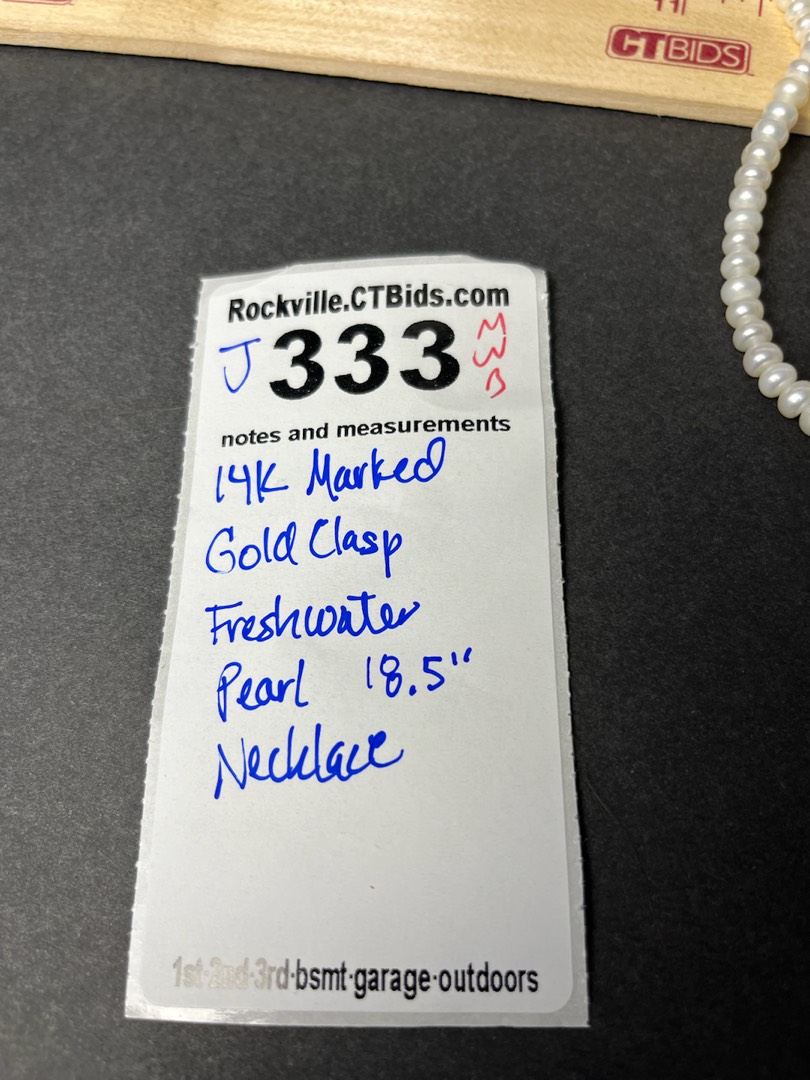 CTBIDS
Rockville.CTBids.com
J 333 MWB
notes and measurements
14K Marked
Gold Clasp
Freshwater
Pearl 18.5"
Necklace
1st·2nd·3rd·bsmt·garage·outdoors